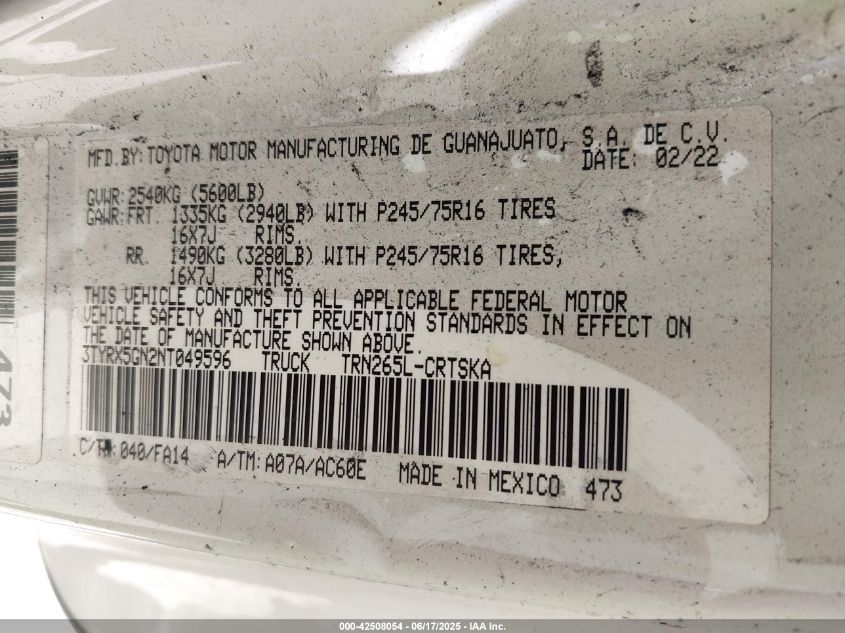 MFD.BY:TOYOTA MOTOR MANUFACTURING DE GUANAJUATO, S.A. DE C.V.
DATE: 02/22
GVWR:2540KG (5600LB)
GAWR:FRT. 1335KG (2940LB) WITH P245/75R16 TIRES
16X7J RIMS.
RR. 1490KG (3280LB) WITH P245/75R16 TIRES,
16X7J RIMS.
THIS VEHICLE CONFORMS TO ALL APPLICABLE FEDERAL MOTOR
VEHICLE SAFETY AND THEFT PREVENTION STANDARDS IN EFFECT ON
THE DATE OF MANUFACTURE SHOWN ABOVE.
3TYRX5GN2NT049596 TRUCK TRN265L-CRTSKA
C/TR:040/FA14 A/TM:A07A/AC60E MADE IN MEXICO 473
473
000-42508054 - 06/17/2025 - IAA Inc.